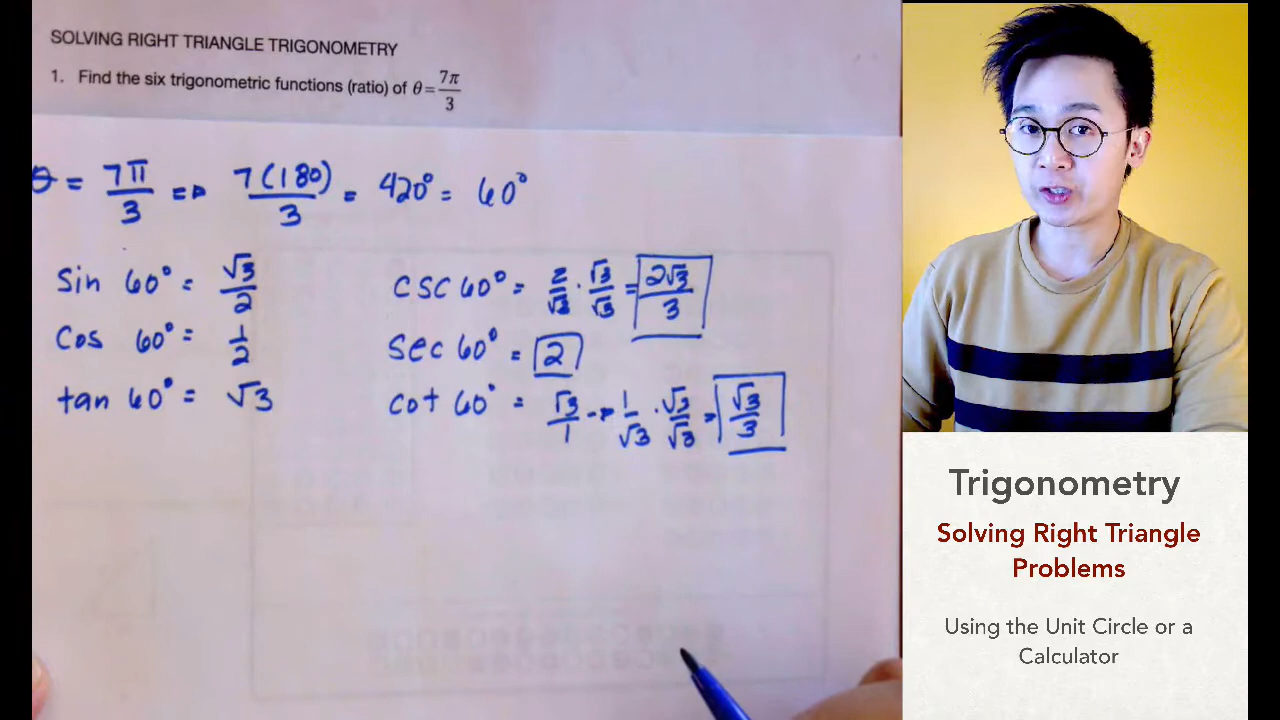 SOLVING RIGHT TRIANGLE TRIGONOMETRY
1. Find the six trigonometric functions (ratio) of θ = 7π/3
θ = 7π/3 => 7(180)/3 = 420° = 60°
Sin 60° = √3/2
Cos 60° = 1/2
tan 60° = √3
csc 60° = 2/√3 · √3/√3 = 2√3/3
Sec 60° = 2
Cot 60° = √3/1 → 1/√3 · √3/√3 = √3/3
Trigonometry
Solving Right Triangle
Problems
Using the Unit Circle or a
Calculator